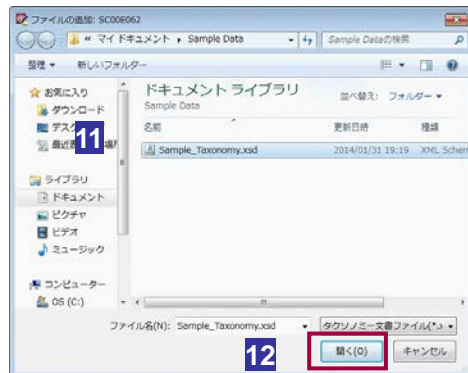 ファイルの追加: SC00E062
« マイ ドキュメント ▸ Sample Data
Sample Dataの検索
整理 ▼ 新しいフォルダー
お気に入り
ダウンロード
デスク
最近
場所
ライブラリ
ドキュメント
ピクチャ
ビデオ
ミュージック
コンピューター
OS (C:)
ドキュメント ライブラリ
Sample Data
並べ替え: フォルダー ▼
名前 更新日時 種類
Sample_Taxonomy.xsd 2014/01/31 19:19 XML Schem
11
ファイル名(N): Sample_Taxonomy.xsd タクソノミー文書ファイル(*.x
12
開く(O) キャンセル